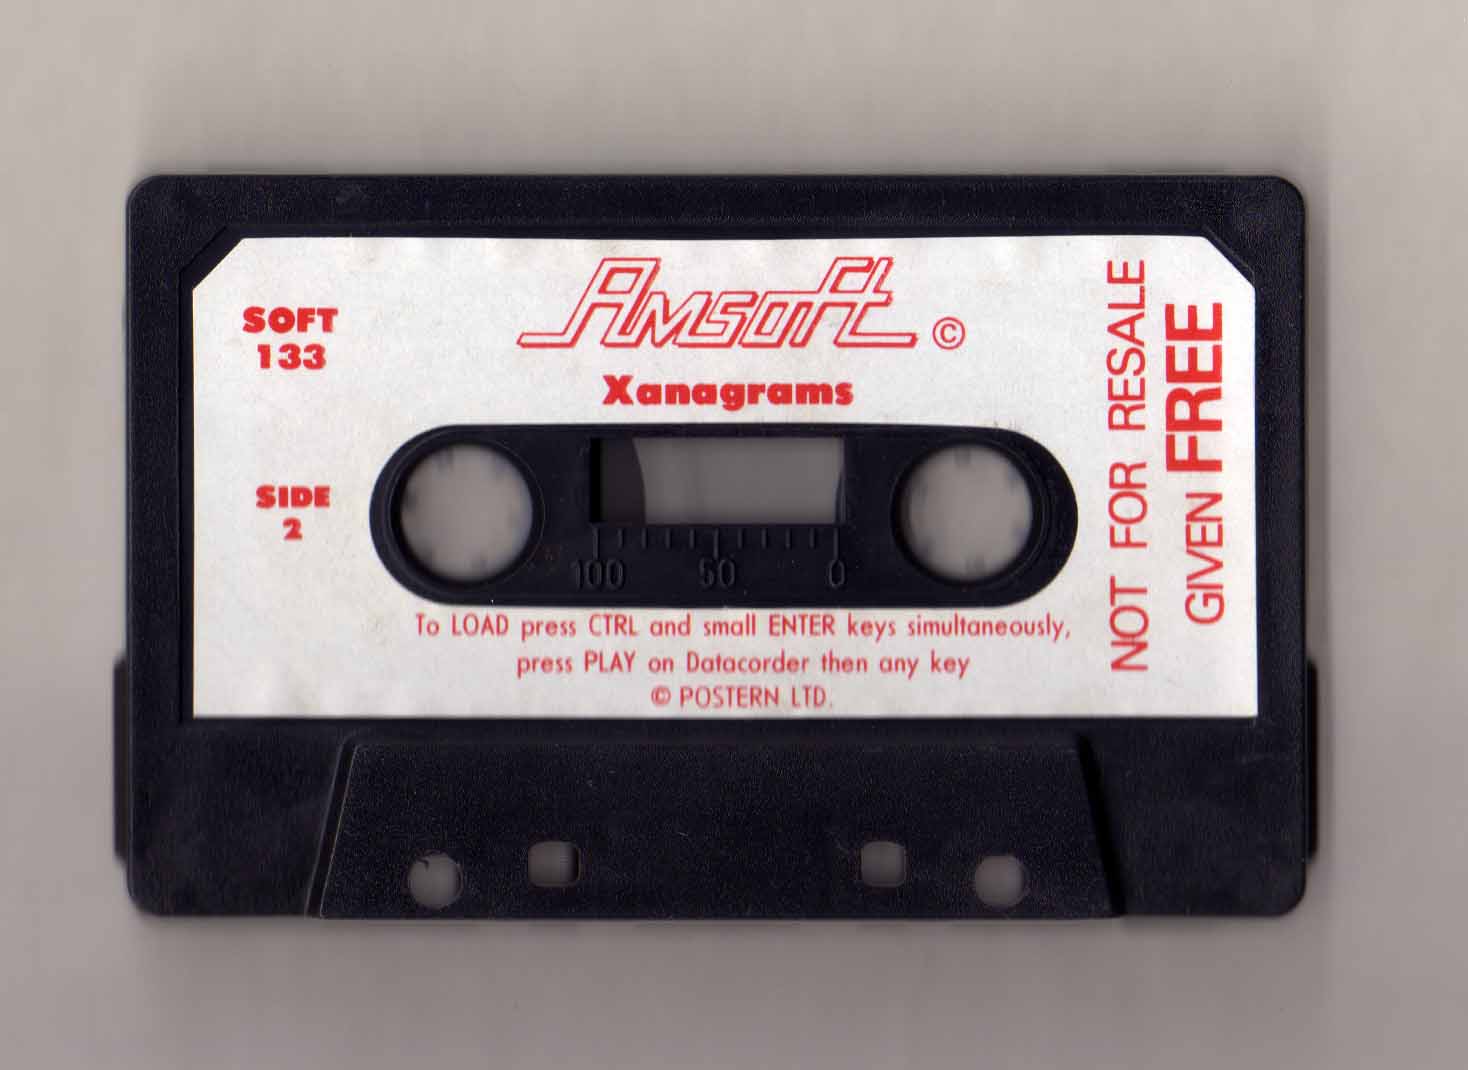 Amsoft ©
SOFT
133
Xanagrams
SIDE
2
100 50 0
To LOAD press CTRL and small ENTER keys simultaneously,
press PLAY on Datacorder then any key
© POSTERN LTD.
NOT FOR RESALE
GIVEN FREE